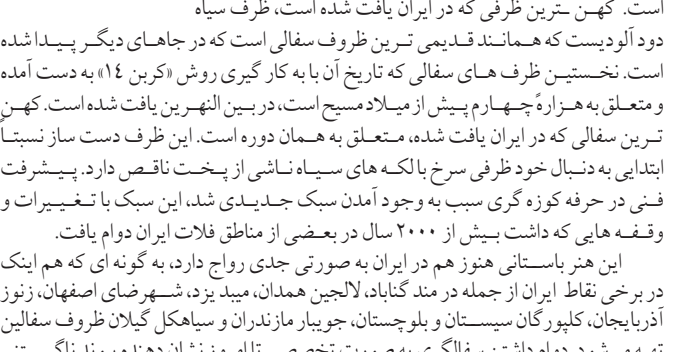 است. کهن ترین ظرفی که در ایران یافت شده است، ظرف سیاه
دود آلودیست که همانند قدیمی ترین ظروف سفالی است که در جاهای دیگر پیدا شده
است. نخستین ظرف های سفالی که تاریخ آن با به کار گیری روش «کربن ۱٤» به دست آمده
و متعلق به هزارهٔ چهارم پیش از میلاد مسیح است، در بین النهرین یافت شده است. کهن
ترین سفالی که در ایران یافت شده، متعلق به همان دوره است. این ظرف دست ساز نسبتاً
ابتدایی به دنبال خود ظرفی سرخ با لکه های سیاه ناشی از پخت ناقص دارد. پیشرفت
فنی در حرفه کوزه گری سبب به وجود آمدن سبک جدیدی شد، این سبک با تغییرات و
وقفه هایی که داشت بیش از ۲۰۰۰ سال در بعضی از مناطق فلات ایران دوام یافت.
این هنر باستانی هنوز هم در ایران به صورتی جدی رواج دارد، به گونه ای که هم اینک
در برخی نقاط ایران از جمله در مند گناباد، لالجین همدان، میبد یزد، شهرضای اصفهان، زنوز
آذربایجان، کلپورگان سیستان و بلوچستان، جویبار مازندران و سیاهکل گیلان ظروف سفالین